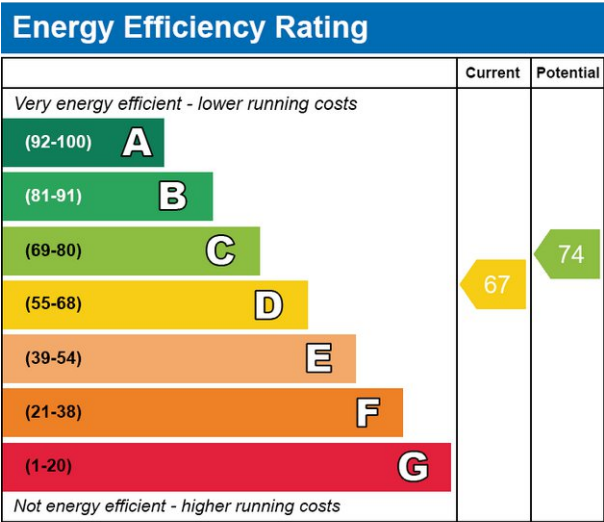 Energy Efficiency Rating
Current Potential
Very energy efficient - lower running costs
(92-100) A
(81-91) B
(69-80) C
74
(55-68) D
67
(39-54) E
(21-38) F
(1-20) G
Not energy efficient - higher running costs